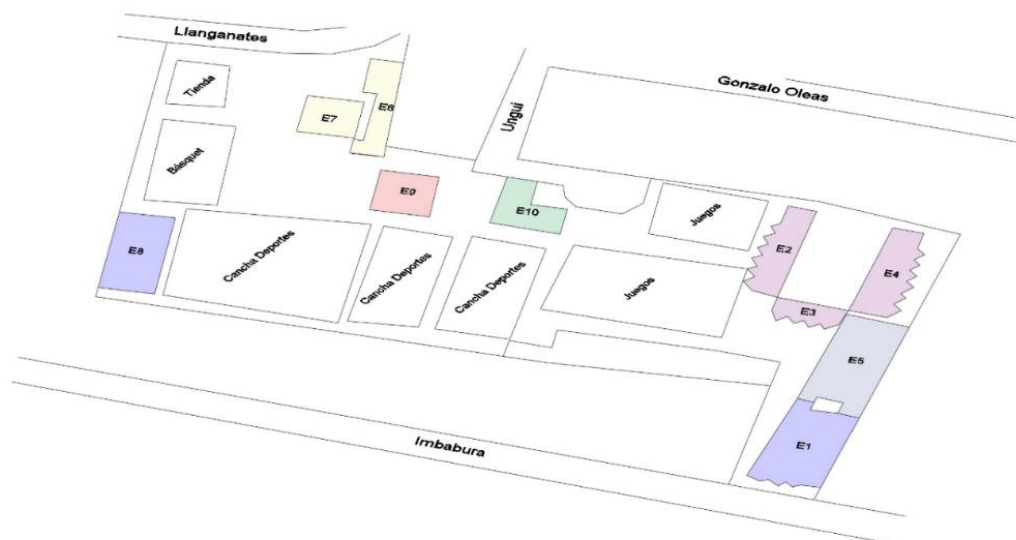 Llanganates
Gonzalo Oleas
Tienda
E6
Ungui
E7
Básquet
E9
E10
Juegos
E8
Cancha Deportes
Cancha Deportes
Cancha Deportes
Juegos
E2
E4
E3
E5
E1
Imbabura